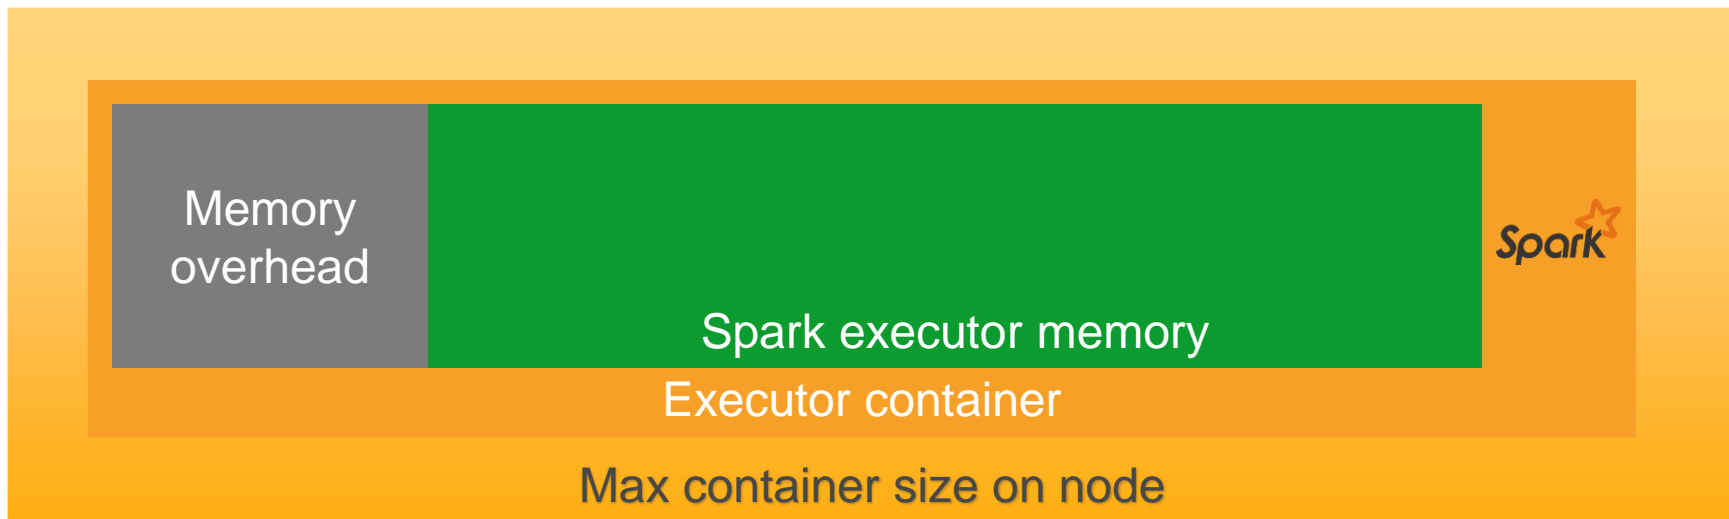 Memory
overhead
Spark executor memory
Spark
Executor container
Max container size on node